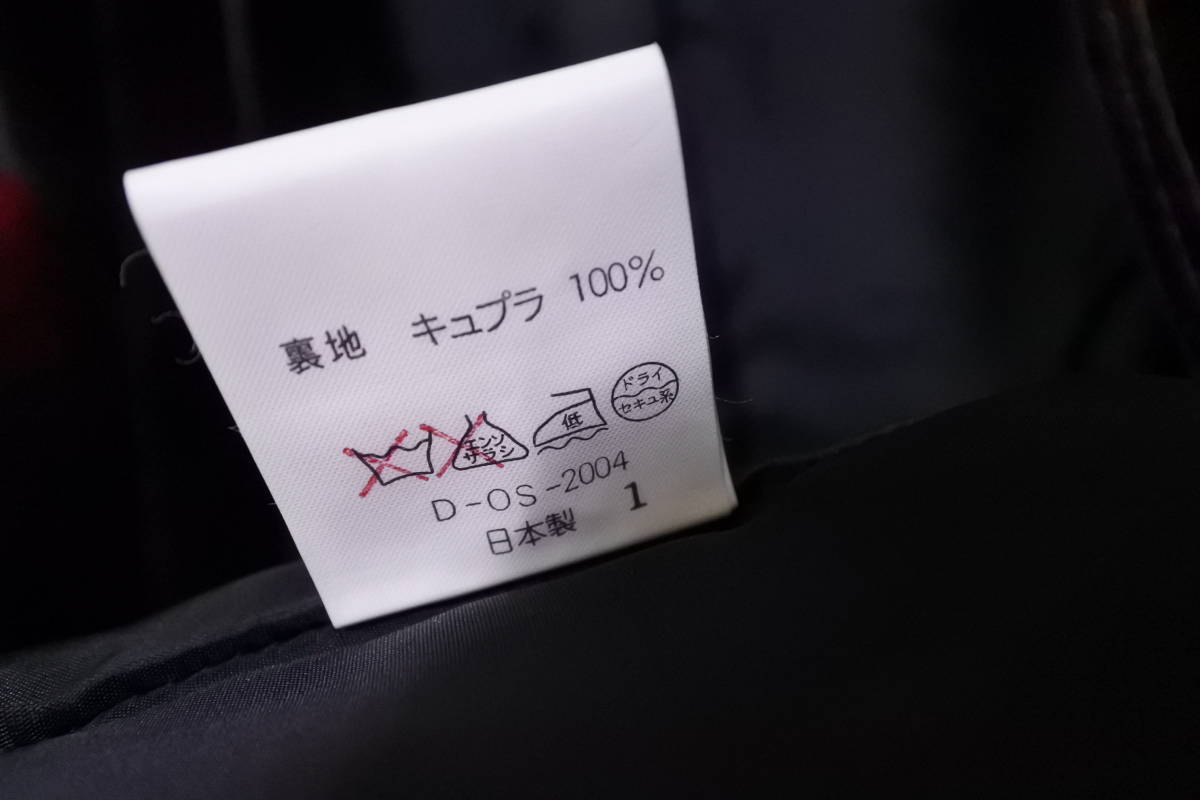 裏地 キュプラ 100%
エンソ
サラシ
低
ドライ
セキユ系
D-OS-2004
日本製 1